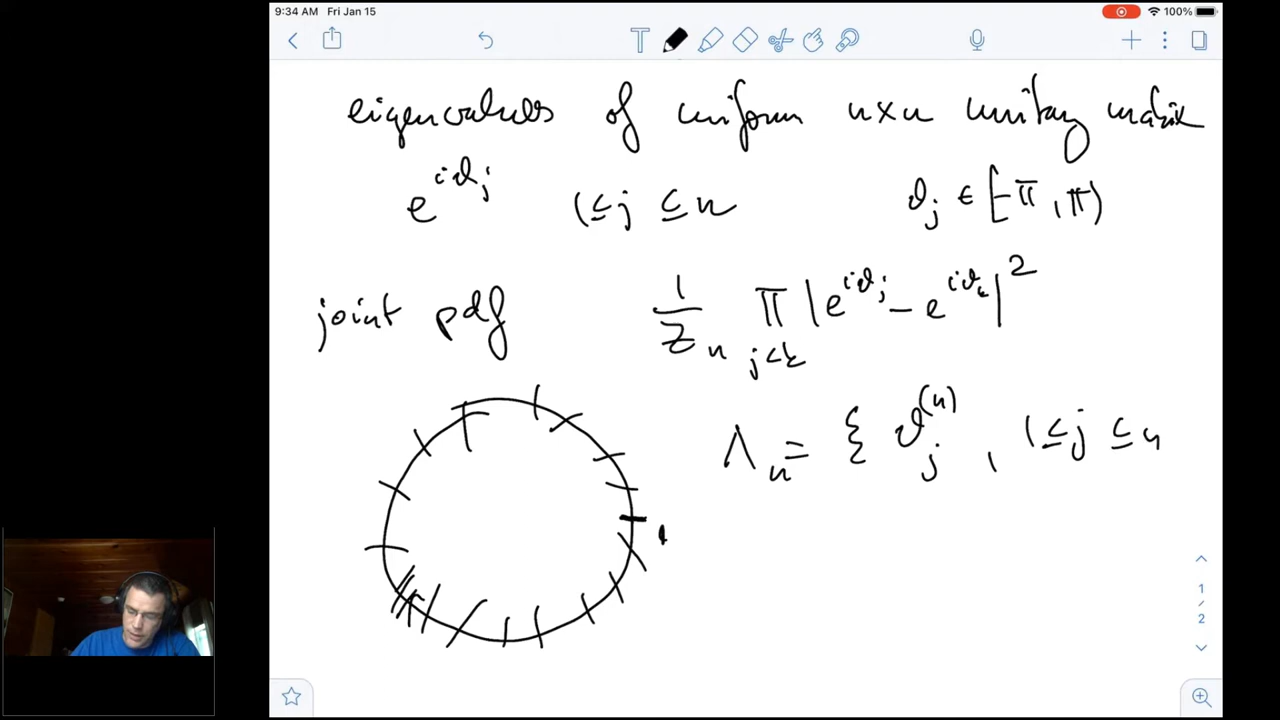 9:34 AM Fri Jan 15
100%
T
eigenvalues of uniform n×n unitary matrix
e^{iϑ_j} 1≤j≤n ϑ_j ∈ [-π,π)
joint pdf 1/Z_n ∏_{j<k} |e^{iϑ_j} - e^{iϑ_k}|^2
Λ_n = { ϑ_j^{(n)}, 1≤j≤n
1
1
/
2